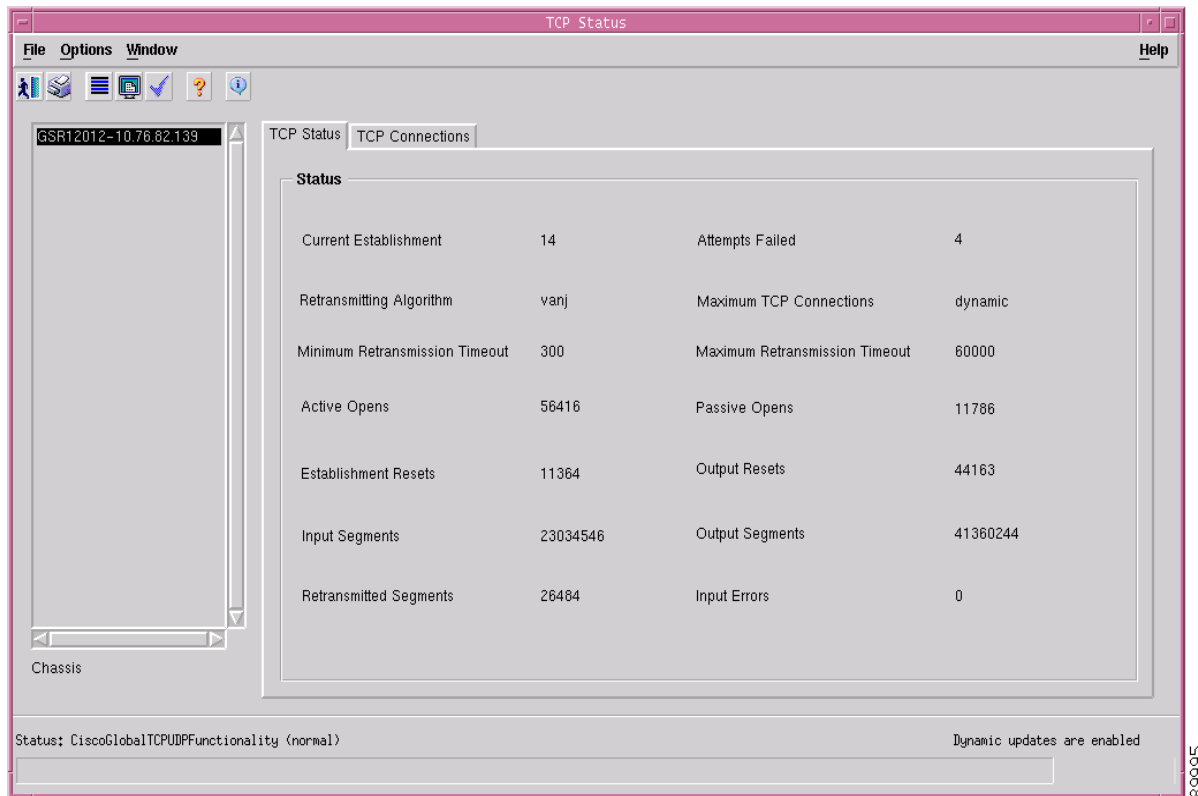 TCP Status
File Options Window Help
GSR12012-10.76.82.139
TCP Status TCP Connections
Status
Current Establishment 14 Attempts Failed 4
Retransmitting Algorithm vanj Maximum TCP Connections dynamic
Minimum Retransmission Timeout 300 Maximum Retransmission Timeout 60000
Active Opens 56416 Passive Opens 11786
Establishment Resets 11364 Output Resets 44163
Input Segments 23034546 Output Segments 41360244
Retransmitted Segments 26484 Input Errors 0
Chassis
Status: CiscoGlobalTCPUDPFunctionality (normal) Dynamic updates are enabled